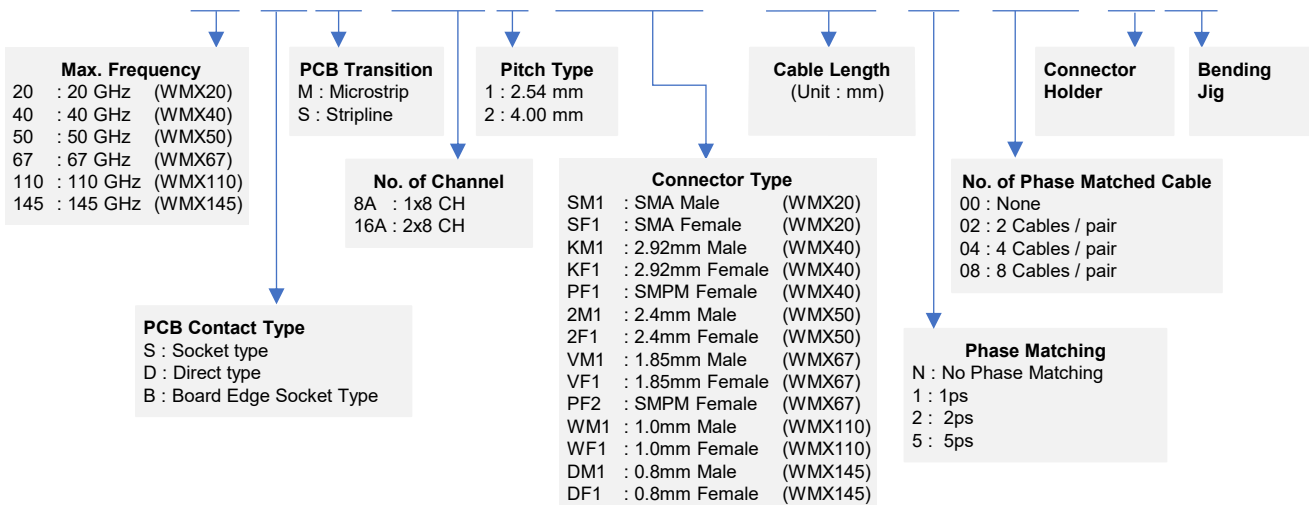 Max. Frequency
20 : 20 GHz (WMX20)
40 : 40 GHz (WMX40)
50 : 50 GHz (WMX50)
67 : 67 GHz (WMX67)
110 : 110 GHz (WMX110)
145 : 145 GHz (WMX145)
PCB Transition
M : Microstrip
S : Stripline
Pitch Type
1 : 2.54 mm
2 : 4.00 mm
Cable Length
(Unit : mm)
Connector
Holder
Bending
Jig
No. of Channel
8A : 1x8 CH
16A : 2x8 CH
Connector Type
SM1 : SMA Male (WMX20)
SF1 : SMA Female (WMX20)
KM1 : 2.92mm Male (WMX40)
KF1 : 2.92mm Female (WMX40)
PF1 : SMPM Female (WMX40)
2M1 : 2.4mm Male (WMX50)
2F1 : 2.4mm Female (WMX50)
VM1 : 1.85mm Male (WMX67)
VF1 : 1.85mm Female (WMX67)
PF2 : SMPM Female (WMX67)
WM1 : 1.0mm Male (WMX110)
WF1 : 1.0mm Female (WMX110)
DM1 : 0.8mm Male (WMX145)
DF1 : 0.8mm Female (WMX145)
No. of Phase Matched Cable
00 : None
02 : 2 Cables / pair
04 : 4 Cables / pair
08 : 8 Cables / pair
PCB Contact Type
S : Socket type
D : Direct type
B : Board Edge Socket Type
Phase Matching
N : No Phase Matching
1 : 1ps
2 : 2ps
5 : 5ps